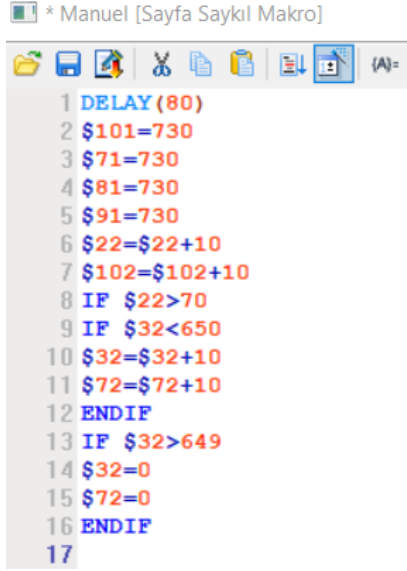 * Manuel [Sayfa Saykıl Makro]
{A}=
1 DELAY(80)
2 $101=730
3 $71=730
4 $81=730
5 $91=730
6 $22=$22+10
7 $102=$102+10
8 IF $22>70
9 IF $32<650
10 $32=$32+10
11 $72=$72+10
12 ENDIF
13 IF $32>649
14 $32=0
15 $72=0
16 ENDIF
17